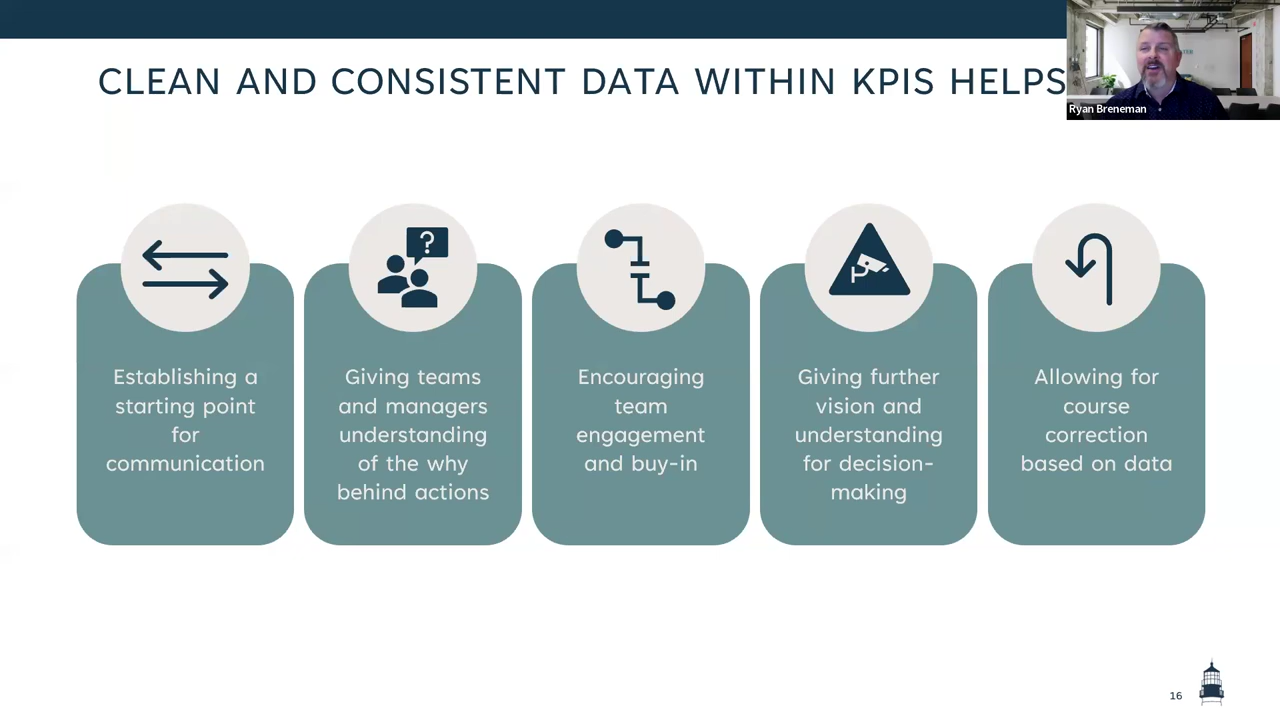 CLEAN AND CONSISTENT DATA WITHIN KPIS HELPS
Ryan Breneman
?
Establishing a
starting point
for
communication
Giving teams
and managers
understanding
of the why
behind actions
Encouraging
team
engagement
and buy-in
Giving further
vision and
understanding
for decision-
making
Allowing for
course
correction
based on data
16